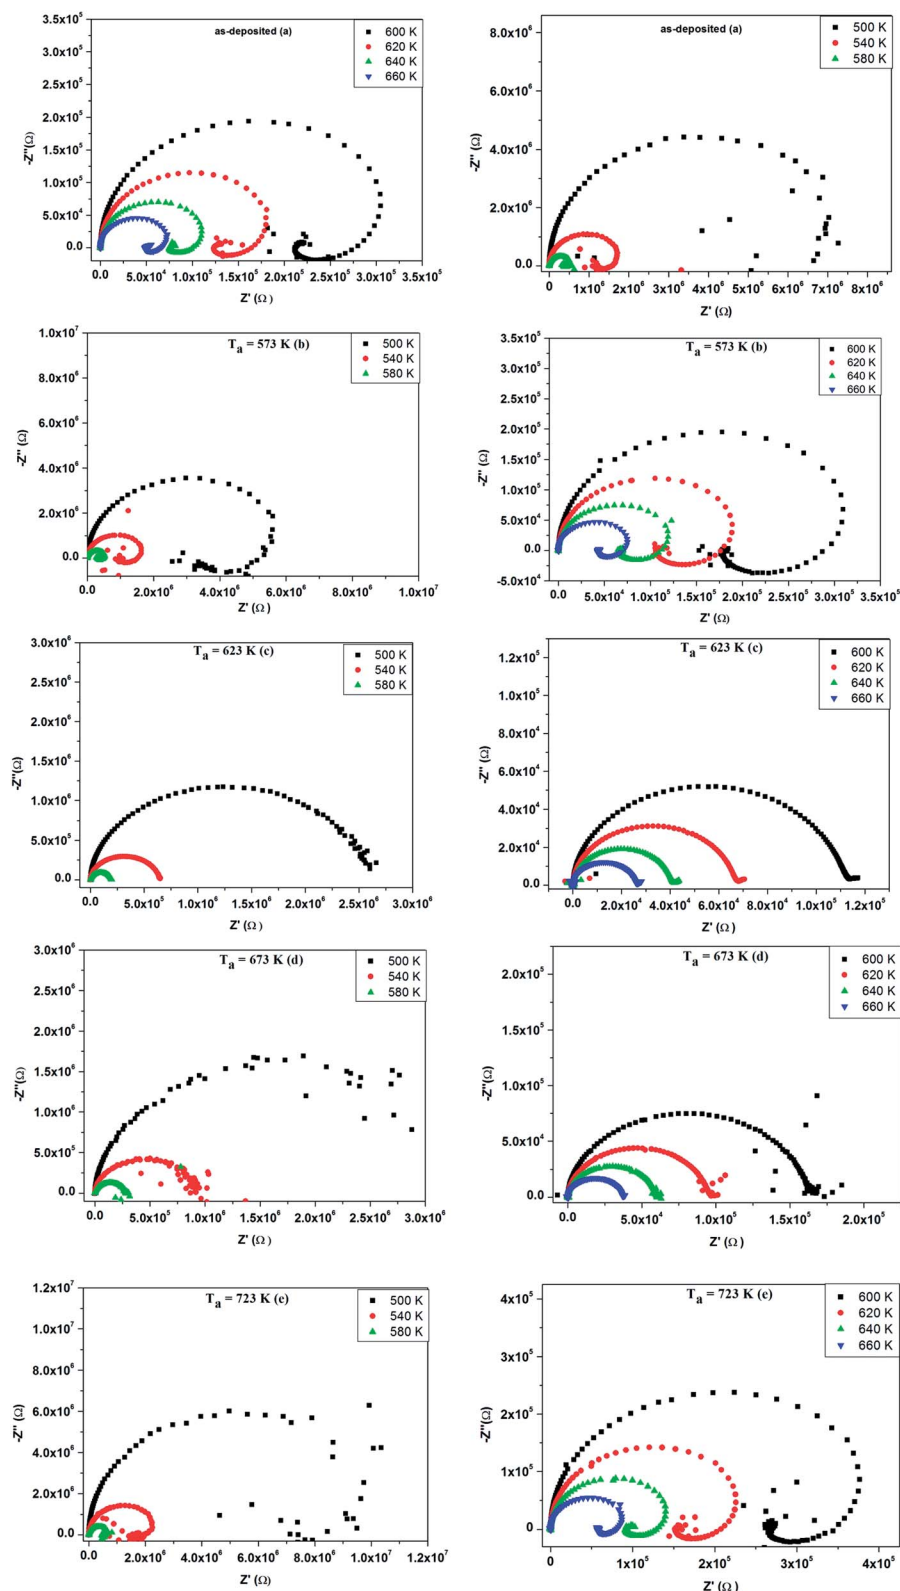 as-deposited (a)
600 K
620 K
640 K
660 K
-Z''(Ω)
3.5x10⁵
3.0x10⁵
2.5x10⁵
2.0x10⁵
1.5x10⁵
1.0x10⁵
5.0x10⁴
0.0
0.0 5.0x10⁴ 1.0x10⁵ 1.5x10⁵ 2.0x10⁵ 2.5x10⁵ 3.0x10⁵ 3.5x10⁵
Z' (Ω)
as-deposited (a)
500 K
540 K
580 K
-Z'' (Ω)
8.0x10⁶
6.0x10⁶
4.0x10⁶
2.0x10⁶
0.0
0 1x10⁶ 2x10⁶ 3x10⁶ 4x10⁶ 5x10⁶ 6x10⁶ 7x10⁶ 8x10⁶
Z' (Ω)
Tₐ = 573 K (b)
500 K
540 K
580 K
-Z'' (Ω)
1.0x10⁷
8.0x10⁶
6.0x10⁶
4.0x10⁶
2.0x10⁶
0.0
0.0 2.0x10⁶ 4.0x10⁶ 6.0x10⁶ 8.0x10⁶ 1.0x10⁷
Z' (Ω)
Tₐ = 573 K (b)
600 K
620 K
640 K
660 K
-Z'' (Ω)
3.5x10⁵
3.0x10⁵
2.5x10⁵
2.0x10⁵
1.5x10⁵
1.0x10⁵
5.0x10⁴
0.0
-5.0x10⁴
0.0 5.0x10⁴ 1.0x10⁵ 1.5x10⁵ 2.0x10⁵ 2.5x10⁵ 3.0x10⁵ 3.5x10⁵
Z' (Ω)
Tₐ = 623 K (c)
500 K
540 K
580 K
-Z''(Ω)
3.0x10⁶
2.5x10⁶
2.0x10⁶
1.5x10⁶
1.0x10⁶
5.0x10⁵
0.0
0.0 5.0x10⁵ 1.0x10⁶ 1.5x10⁶ 2.0x10⁶ 2.5x10⁶ 3.0x10⁶
Z' (Ω)
Tₐ = 623 K (c)
600 K
620 K
640 K
660 K
-Z''(Ω)
1.2x10⁵
1.0x10⁵
8.0x10⁴
6.0x10⁴
4.0x10⁴
2.0x10⁴
0.0
0.0 2.0x10⁴ 4.0x10⁴ 6.0x10⁴ 8.0x10⁴ 1.0x10⁵ 1.2x10⁵
Z' (Ω)
Tₐ = 673 K (d)
500 K
540 K
580 K
-Z''(Ω)
3.0x10⁶
2.5x10⁶
2.0x10⁶
1.5x10⁶
1.0x10⁶
5.0x10⁵
0.0
0.0 5.0x10⁵ 1.0x10⁶ 1.5x10⁶ 2.0x10⁶ 2.5x10⁶ 3.0x10⁶
Z' (Ω)
Tₐ = 673 K (d)
600 K
620 K
640 K
660 K
-Z''(Ω)
2.0x10⁵
1.5x10⁵
1.0x10⁵
5.0x10⁴
0.0
0.0 5.0x10⁴ 1.0x10⁵ 1.5x10⁵ 2.0x10⁵
Z' (Ω)
Tₐ = 723 K (e)
500 K
540 K
580 K
-Z'' (Ω)
1.2x10⁷
1.0x10⁷
8.0x10⁶
6.0x10⁶
4.0x10⁶
2.0x10⁶
0.0
0.0 2.0x10⁶ 4.0x10⁶ 6.0x10⁶ 8.0x10⁶ 1.0x10⁷ 1.2x10⁷
Z' (Ω)
Tₐ = 723 K (e)
600 K
620 K
640 K
660 K
-Z''(Ω)
4x10⁵
3x10⁵
2x10⁵
1x10⁵
0
0 1x10⁵ 2x10⁵ 3x10⁵ 4x10⁵
Z' (Ω)